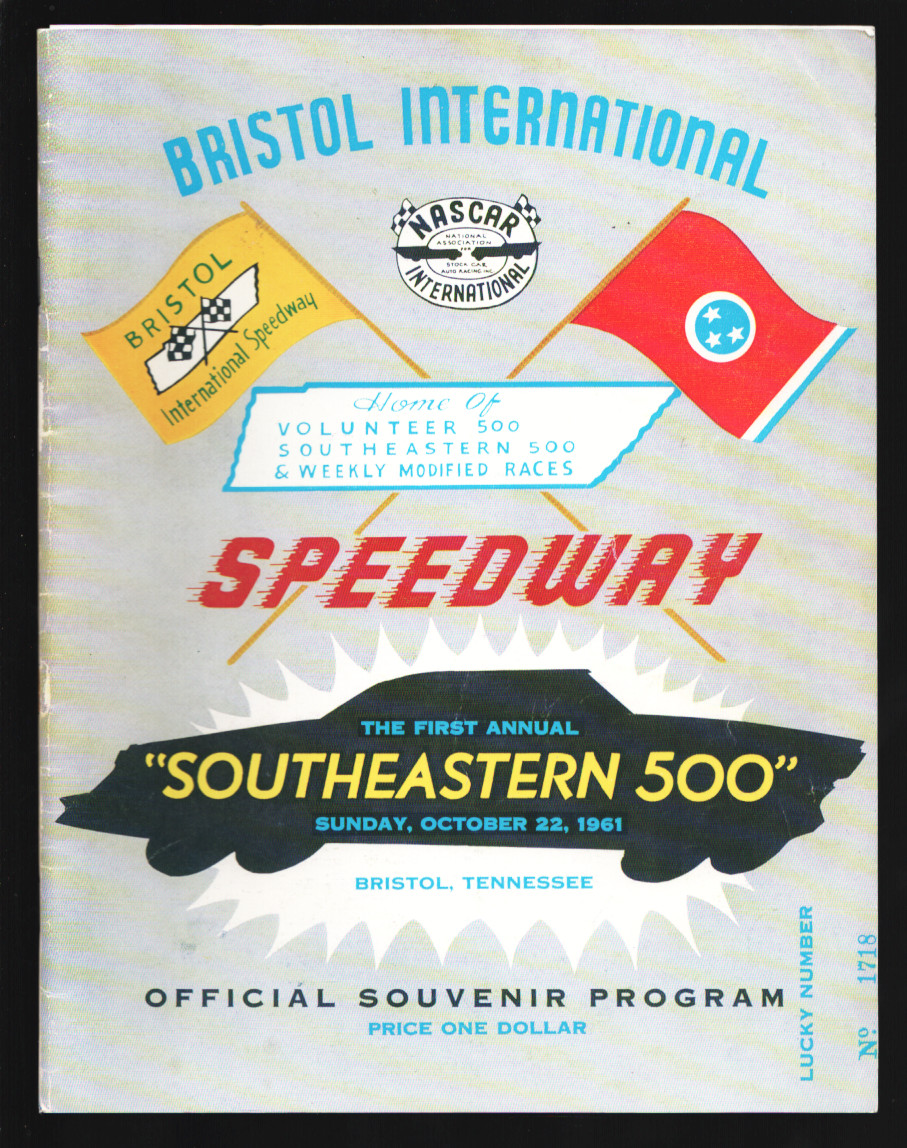 BRISTOL INTERNATIONAL
NASCAR
NATIONAL
ASSOCIATION
FOR
STOCK CAR
AUTO RACING INC.
INTERNATIONAL
BRISTOL
International Speedway
Home Of
VOLUNTEER 500
SOUTHEASTERN 500
& WEEKLY MODIFIED RACES
SPEEDWAY
THE FIRST ANNUAL
"SOUTHEASTERN 500"
SUNDAY, OCTOBER 22, 1961
BRISTOL, TENNESSEE
OFFICIAL SOUVENIR PROGRAM
PRICE ONE DOLLAR
LUCKY NUMBER
Nº 1718